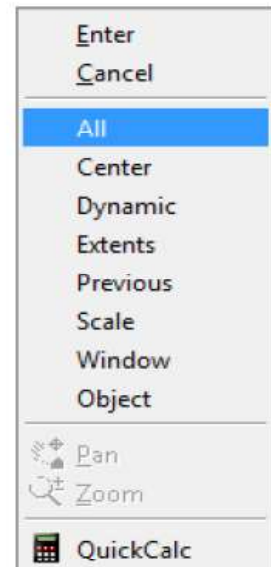 Enter
Cancel
All
Center
Dynamic
Extents
Previous
Scale
Window
Object
Pan
Zoom
QuickCalc